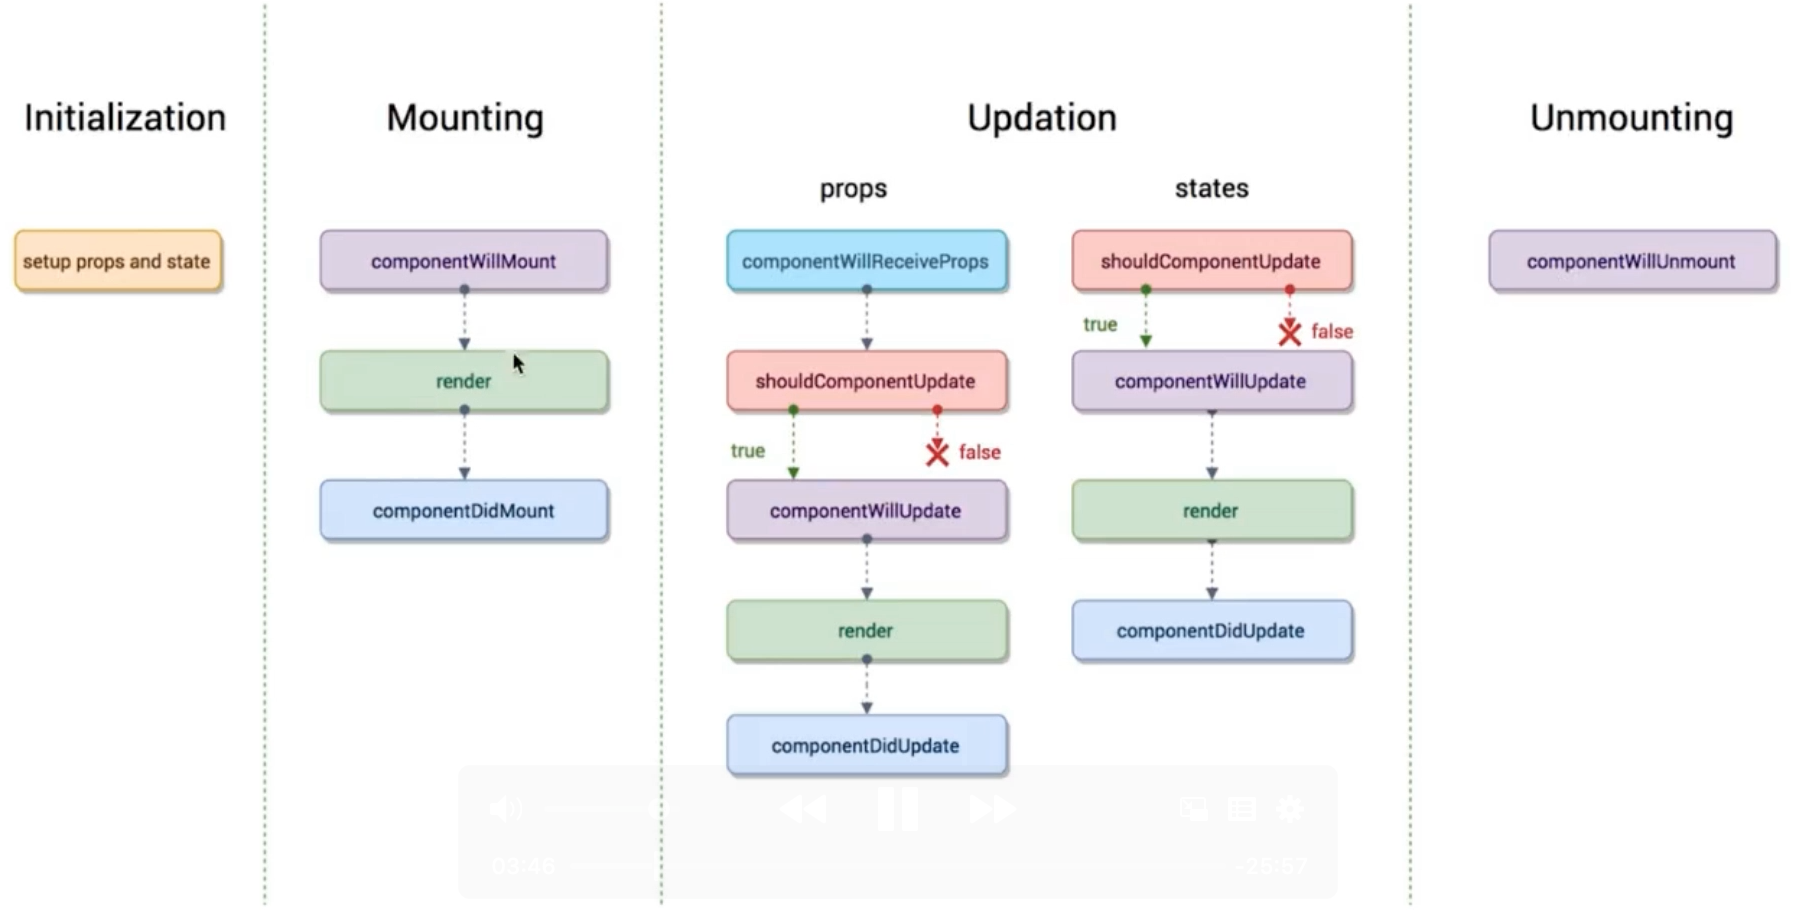 Initialization
Mounting
Updation
Unmounting
props
states
setup props and state
componentWillMount
componentWillReceiveProps
shouldComponentUpdate
componentWillUnmount
true
false
render
shouldComponentUpdate
componentWillUpdate
true
false
componentDidMount
componentWillUpdate
render
render
componentDidUpdate
componentDidUpdate
03:46
-25:57